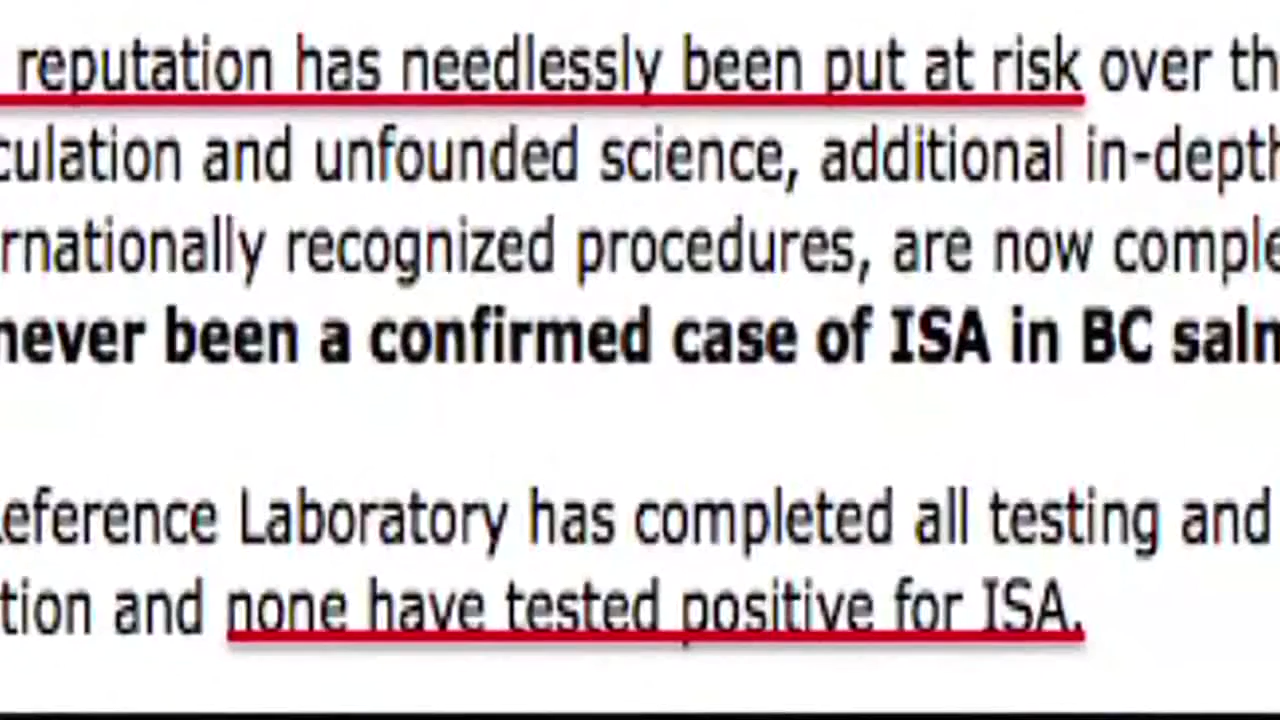 reputation has needlessly been put at risk over th
culation and unfounded science, additional in-depth
rnationally recognized procedures, are now comple
never been a confirmed case of ISA in BC salm
eference Laboratory has completed all testing and
tion and none have tested positive for ISA.